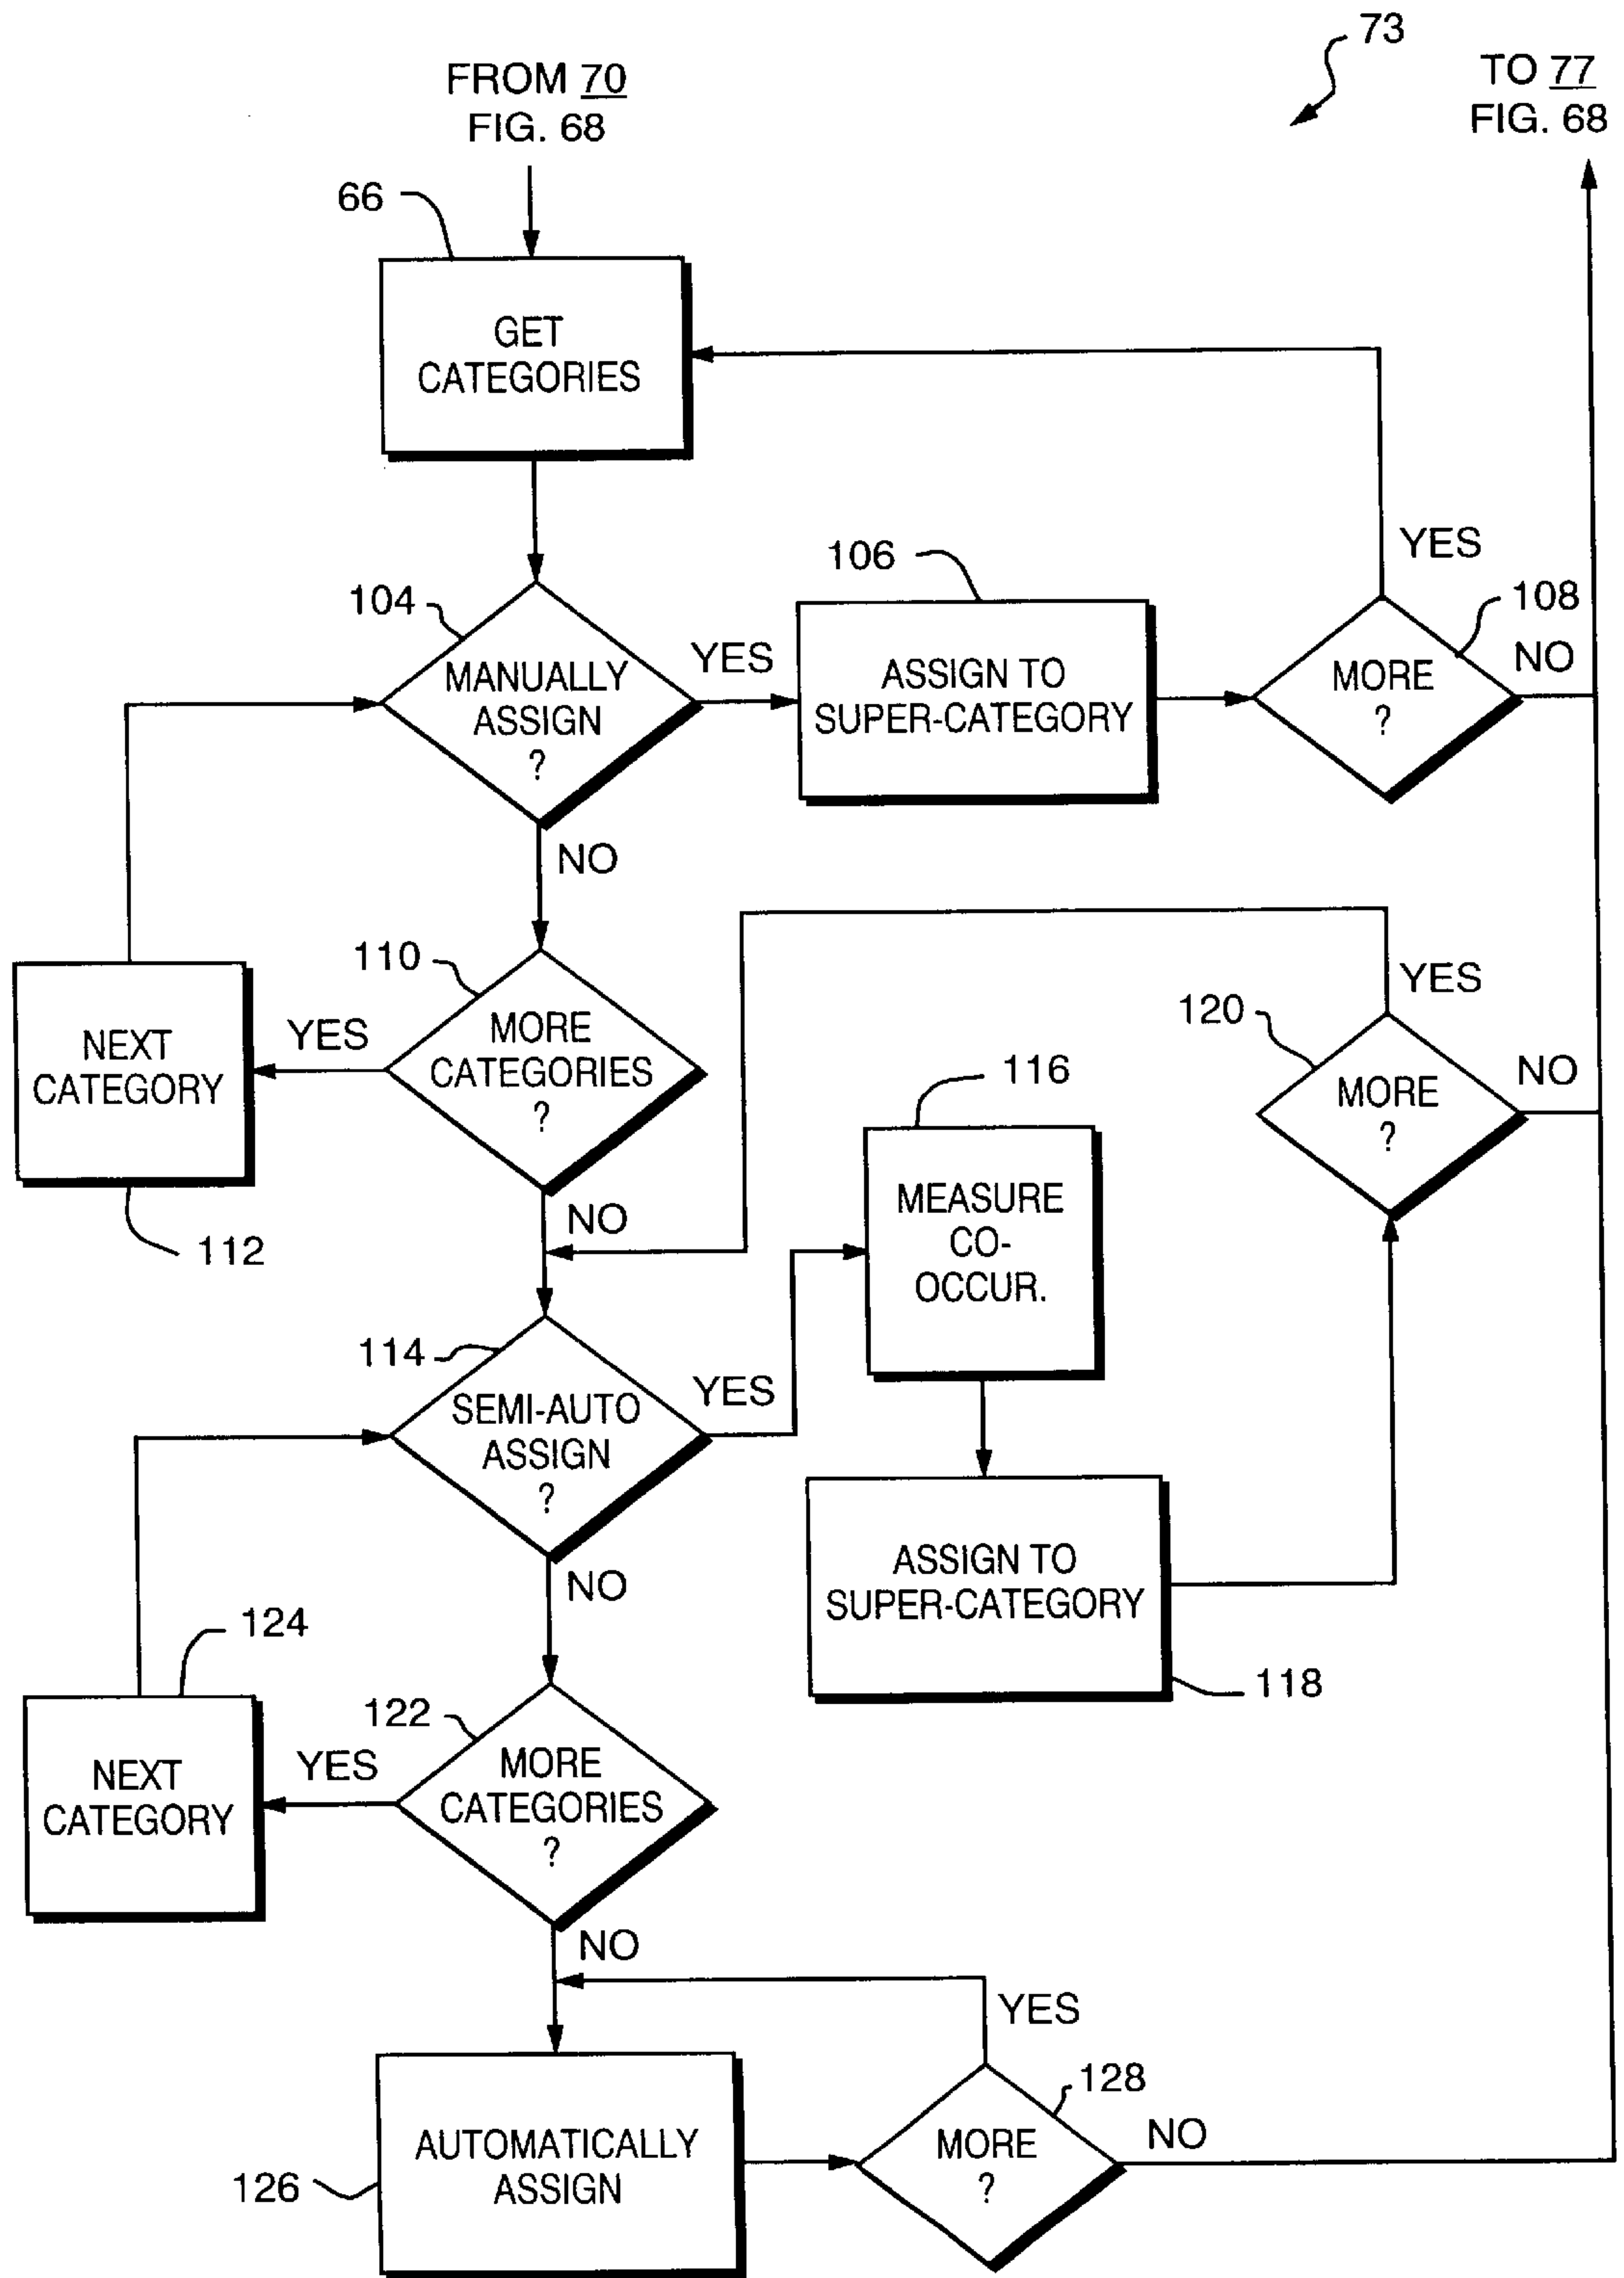 73
FROM 70
FIG. 68
TO 77
FIG. 68
66
GET
CATEGORIES
YES
106
104
108
YES
NO
MANUALLY
ASSIGN
?
ASSIGN TO
SUPER-CATEGORY
MORE
?
NO
110
YES
120
NEXT
CATEGORY
YES
MORE
CATEGORIES
?
116
MORE
?
NO
112
NO
MEASURE
CO-
OCCUR.
114
YES
SEMI-AUTO
ASSIGN
?
NO
ASSIGN TO
SUPER-CATEGORY
118
124
122
NEXT
CATEGORY
YES
MORE
CATEGORIES
?
NO
YES
128
126
AUTOMATICALLY
ASSIGN
MORE
?
NO